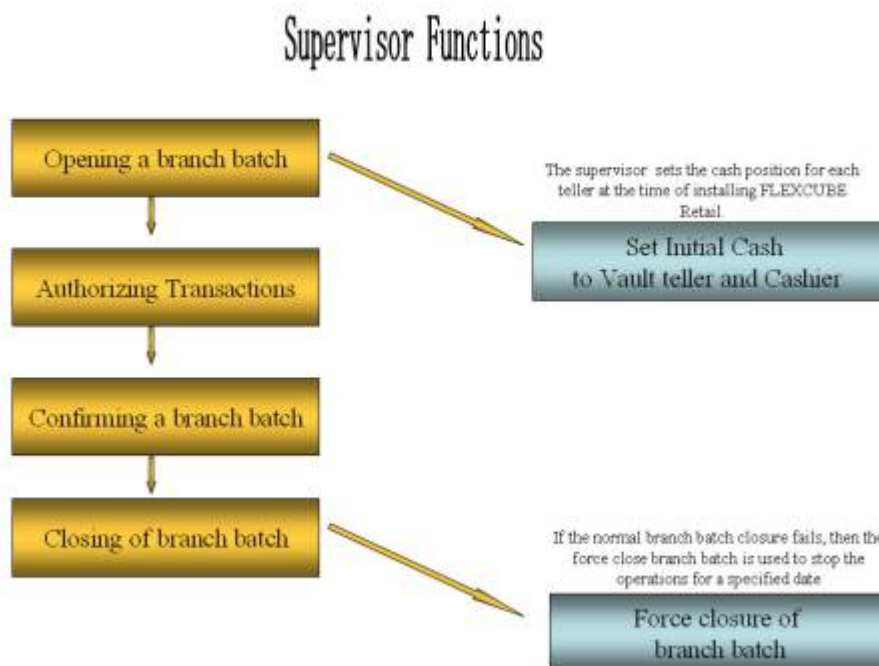 Supervisor Functions
Opening a branch batch
The supervisor sets the cash position for each
teller at the time of installing FLEXCUBE
Retail.
Set Initial Cash
to Vault teller and Cashier
Authorizing Transactions
Confirming a branch batch
Closing of branch batch
If the normal branch batch closure fails, then the
force close branch batch is used to stop the
operations for a specified date
Force closure of
branch batch